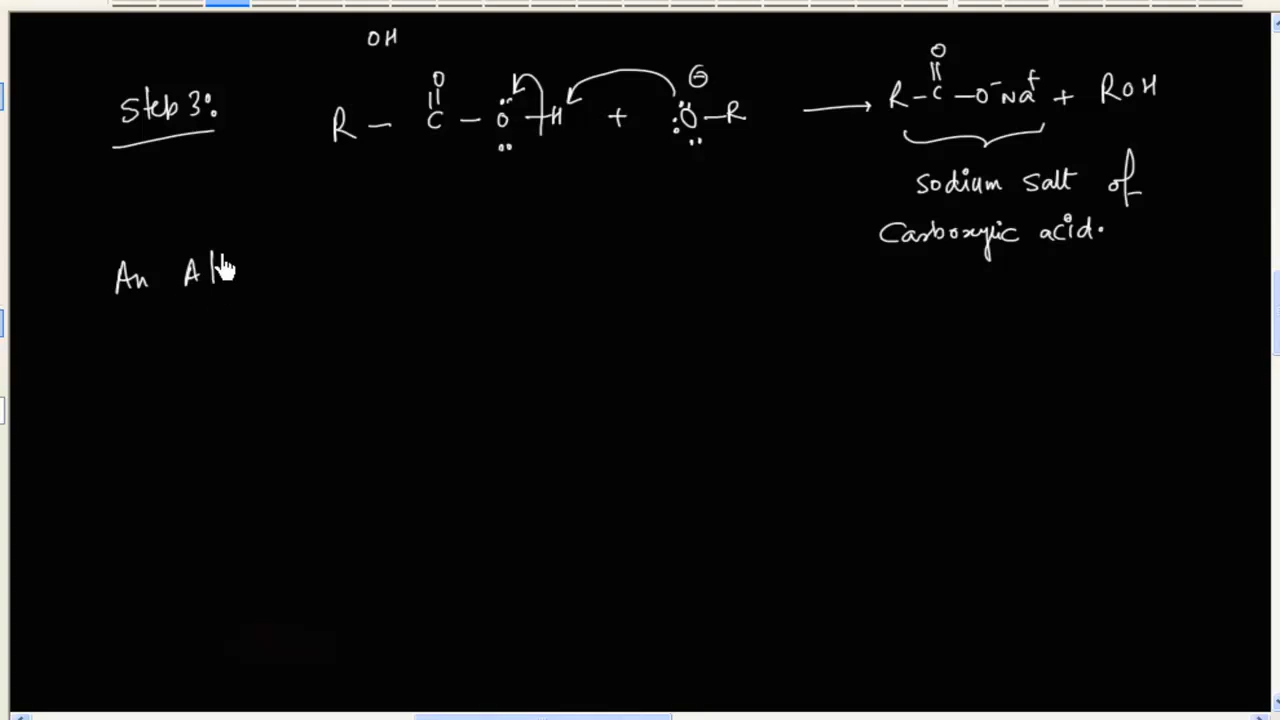 OH
Step 3: R – C – O – H + :O – R ⟶ R – C – O⁻Na⁺ + ROH
O ⊖ O
Sodium salt of
Carboxylic acid.
An Al